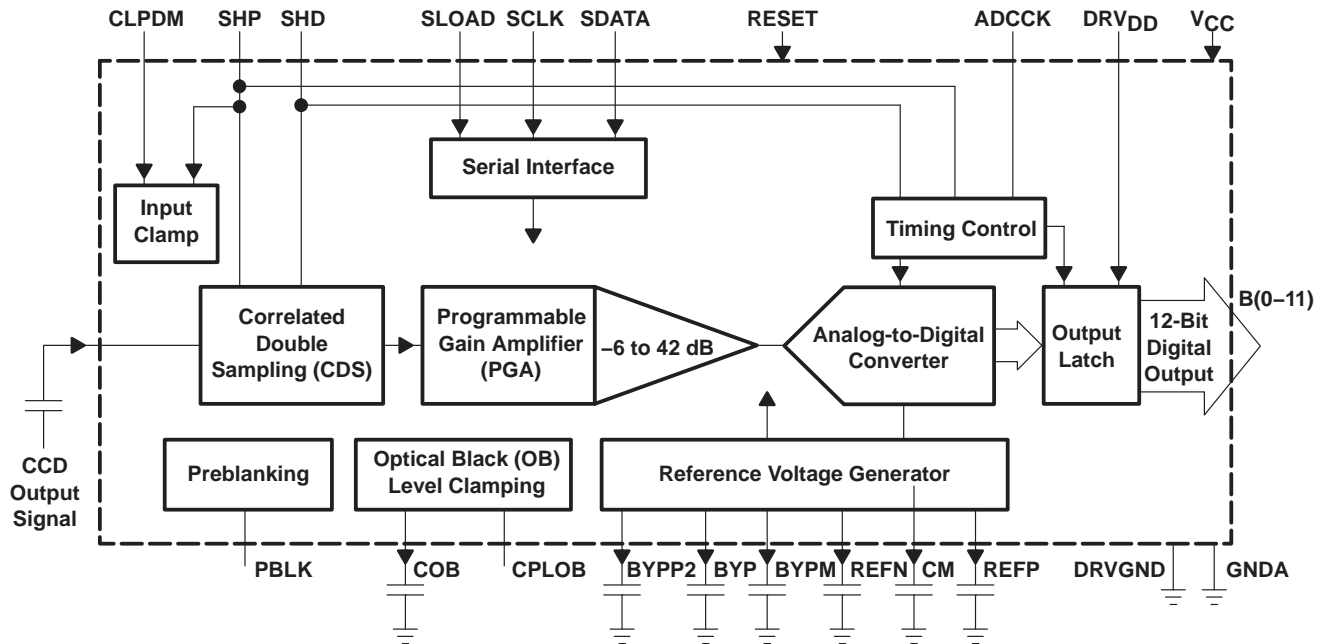 CLPDM SHP SHD SLOAD SCLK SDATA RESET ADCCK DRVDD VCC
Serial Interface
Input
Clamp
Timing Control
B(0–11)
Correlated
Double
Sampling (CDS)
Programmable
Gain Amplifier
(PGA)
–6 to 42 dB
Analog-to-Digital
Converter
Output
Latch
12-Bit
Digital
Output
CCD
Output
Signal
Preblanking
Optical Black (OB)
Level Clamping
Reference Voltage Generator
PBLK COB CPLOB BYPP2 BYP BYPM REFN CM REFP DRVGND GNDA